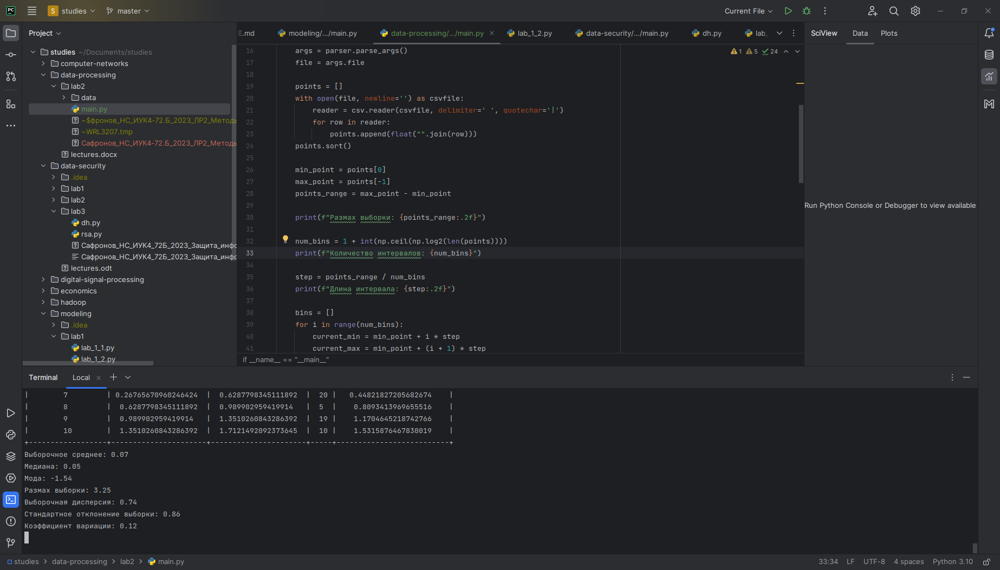 PC
S studies
master
Current File
Project
studies ~/Documents/studies
computer-networks
data-processing
lab2
data
main.py
~$фронов_НС_ИУК4-72.Б_2023_ЛР2_Методы
~WRL3207.tmp
Сафронов_НС_ИУК4-72.Б_2023_ЛР2_Методы
lectures.docx
data-security
.idea
lab1
lab2
lab3
dh.py
rsa.py
Сафронов_НС_ИУК4_72Б_2023_Защита_инфо
Сафронов_НС_ИУК4_72Б_2023_Защита_инфо
lectures.odt
digital-signal-processing
economics
hadoop
modeling
.idea
lab1
lab_1_1.py
lab_1_2.py
E.md modeling/.../main.py data-processing/.../main.py lab_1_2.py data-security/.../main.py dh.py lab_
1 5 24
16 args = parser.parse_args()
17 file = args.file
18
19 points = []
20 with open(file, newline='') as csvfile:
21 reader = csv.reader(csvfile, delimiter=' ', quotechar='|')
22 for row in reader:
23 points.append(float("".join(row)))
24 points.sort()
25
26 min_point = points[0]
27 max_point = points[-1]
28 points_range = max_point - min_point
29
30 print(f"Размах выборки: {points_range:.2f}")
31
32 num_bins = 1 + int(np.ceil(np.log2(len(points))))
33 print(f"Количество интервалов: {num_bins}")
34
35 step = points_range / num_bins
36 print(f"Длина интервала: {step:.2f}")
37
38 bins = []
39 for i in range(num_bins):
40 current_min = min_point + i * step
41 current_max = min_point + (i + 1) * step
if __name__ == "__main__"
SciView Data Plots
Run Python Console or Debugger to view available
Terminal Local
| 7 | 0.26765670960246424 | 0.6287798345111892 | 20 | 0.44821827205682674 |
| 8 | 0.6287798345111892 | 0.989902959419914 | 5 | 0.8093413969655516 |
| 9 | 0.989902959419914 | 1.3510260843286392 | 19 | 1.1704645218742766 |
| 10 | 1.3510260843286392 | 1.7121492092373645 | 10 | 1.5315876467830019 |
+------------------+----------------------+----------------------+-----+--------------------------+
Выборочное среднее: 0.07
Медиана: 0.05
Мода: -1.54
Размах выборки: 3.25
Выборочная дисперсия: 0.74
Стандартное отклонение выборки: 0.86
Коэффициент вариации: 0.12
studies > data-processing > lab2 > main.py
33:34 LF UTF-8 4 spaces Python 3.10